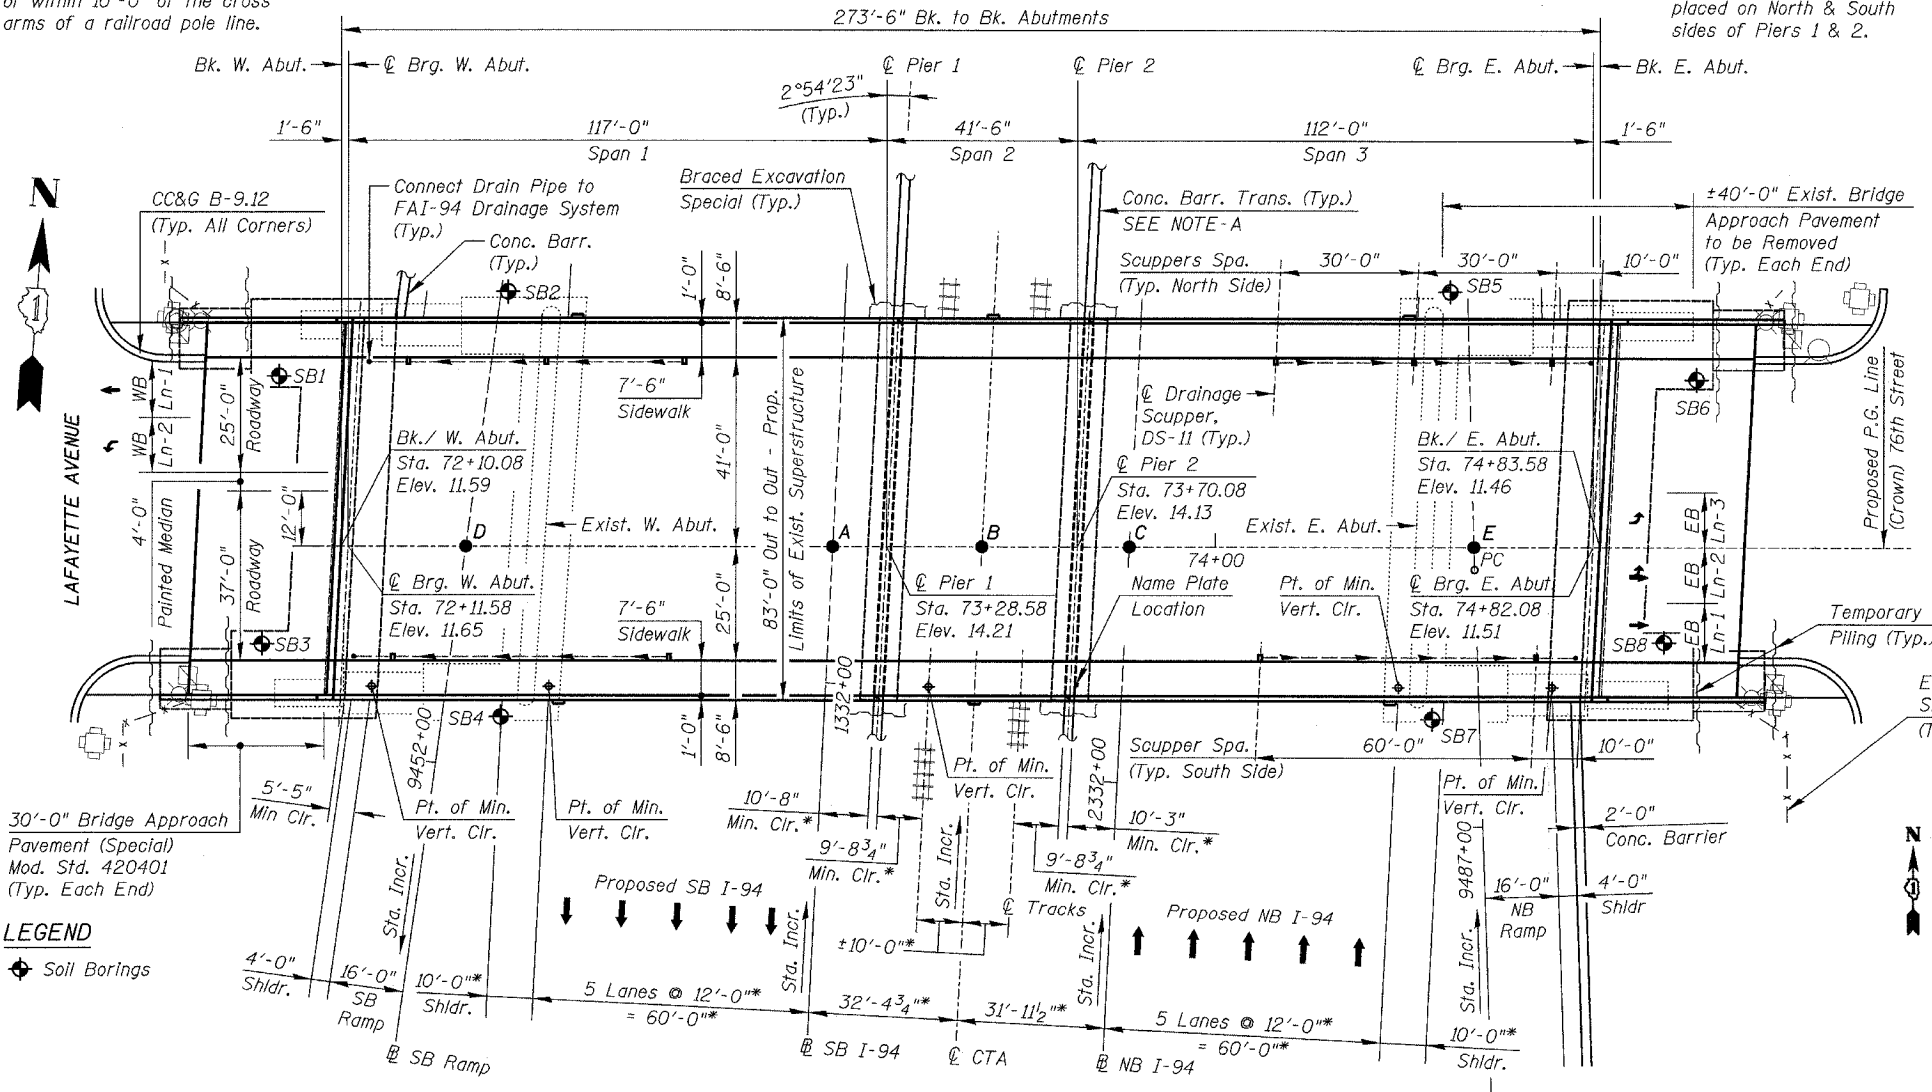 of within 10'-0" of the cross
arms of a railroad pole line.
273'-6" Bk. to Bk. Abutments
placed on North & South
sides of Piers 1 & 2.
Bk. W. Abut.
℄ Brg. W. Abut.
℄ Pier 1
℄ Pier 2
℄ Brg. E. Abut.
Bk. E. Abut.
2°54'23"
(Typ.)
1'-6"
117'-0"
Span 1
41'-6"
Span 2
112'-0"
Span 3
1'-6"
N
1
CC&G B-9.12
(Typ. All Corners)
Connect Drain Pipe to
FAI-94 Drainage System
(Typ.)
Conc. Barr.
(Typ.)
Braced Excavation
Special (Typ.)
Conc. Barr. Trans. (Typ.)
SEE NOTE-A
±40'-0" Exist. Bridge
Approach Pavement
to be Removed
(Typ. Each End)
Scuppers Spa.
(Typ. North Side)
30'-0"
30'-0"
10'-0"
1'-0"
8'-6"
SB2
SB5
SB1
SB6
LAFAYETTE AVENUE
WB
Ln-1
WB
Ln-2
25'-0"
Roadway
4'-0"
Painted Median
37'-0"
Roadway
12'-0"
7'-6"
Sidewalk
41'-0"
83'-0" Out to Out - Prop.
Limits of Exist. Superstructure
℄ Drainage
Scupper,
DS-11 (Typ.)
Bk./ W. Abut.
Sta. 72+10.08
Elev. 11.59
℄ Pier 2
Sta. 73+70.08
Elev. 14.13
Bk./ E. Abut.
Sta. 74+83.58
Elev. 11.46
Exist. W. Abut.
Exist. E. Abut.
D
A
B
C
E
PC
74+00
EB
Ln-3
EB
Ln-2
EB
Ln-1
Proposed P.G. Line
(Crown) 76th Street
℄ Brg. W. Abut.
Sta. 72+11.58
Elev. 11.65
7'-6"
Sidewalk
25'-0"
℄ Pier 1
Sta. 73+28.58
Elev. 14.21
Name Plate
Location
Pt. of Min.
Vert. Clr.
℄ Brg. E. Abut.
Sta. 74+82.08
Elev. 11.51
Temporary
Piling (Typ.)
SB3
SB8
SB4
SB7
9452+00
1'-0"
8'-6"
1332+00
2332+00
Scupper Spa.
(Typ. South Side)
60'-0"
10'-0"
5'-5"
Min Clr.
Pt. of Min.
Vert. Clr.
Pt. of Min.
Vert. Clr.
10'-8"
Min. Clr.*
Pt. of Min.
Vert. Clr.
10'-3"
Min. Clr.*
Pt. of Min.
Vert. Clr.
2'-0"
Conc. Barrier
30'-0" Bridge Approach
Pavement (Special)
Mod. Std. 420401
(Typ. Each End)
9'-8¾"
Min. Clr.*
9'-8¾"
Min. Clr.*
9487+00
N
1
Sta. Incr.
Proposed SB I-94
Sta. Incr.
Sta. Incr.
℄ Tracks
Sta. Incr.
Proposed NB I-94
Sta. Incr.
16'-0"
NB
Ramp
4'-0"
Shldr
LEGEND
Soil Borings
±10'-0"*
4'-0"
Shldr.
16'-0"
SB
Ramp
10'-0"*
Shldr.
5 Lanes @ 12'-0"*
= 60'-0"*
32'-4¾"*
31'-11½"*
5 Lanes @ 12'-0"*
= 60'-0"*
10'-0"*
Shldr.
B SB Ramp
B SB I-94
℄ CTA
B NB I-94